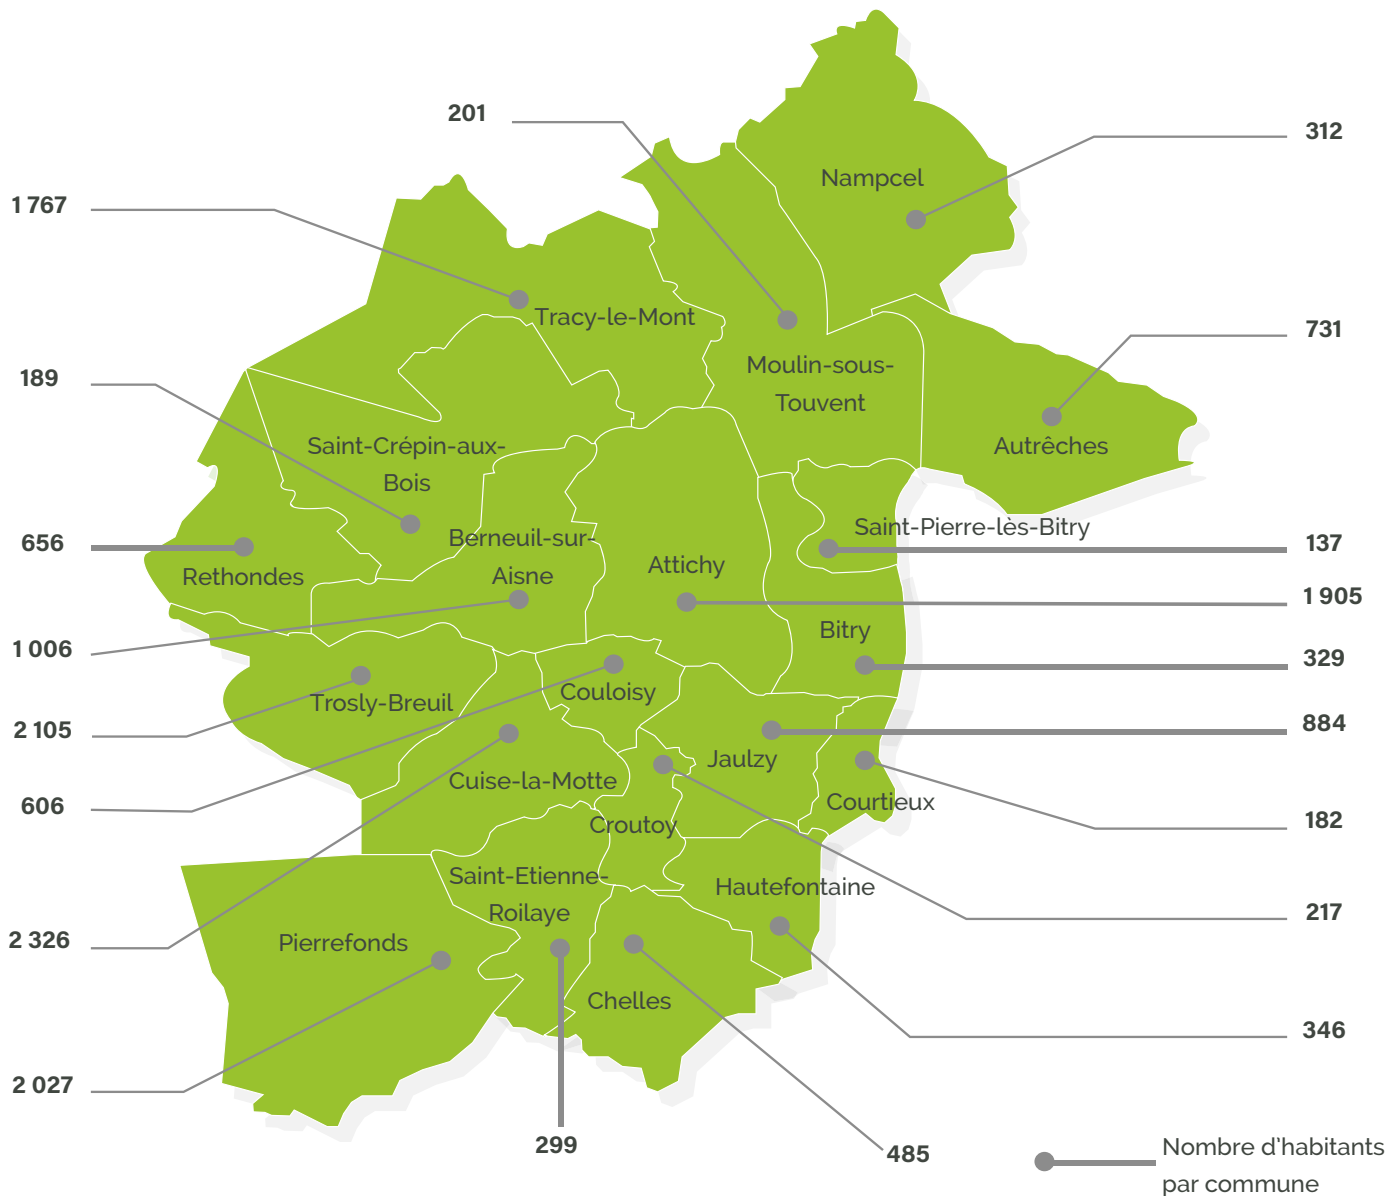 201
312
Nampcel
1 767
Tracy-le-Mont
731
Moulin-sous-
Touvent
189
Autrêches
Saint-Crépin-aux-
Bois
Saint-Pierre-lès-Bitry
Berneuil-sur-
Aisne
656
137
Attichy
Rethondes
1 905
Bitry
1 006
329
Couloisy
Trosly-Breuil
2 105
884
Jaulzy
Cuise-la-Motte
606
Courtieux
182
Croutoy
Saint-Etienne-
Roilaye
Hautefontaine
217
2 326
Pierrefonds
Chelles
346
2 027
299
485
Nombre d'habitants
par commune